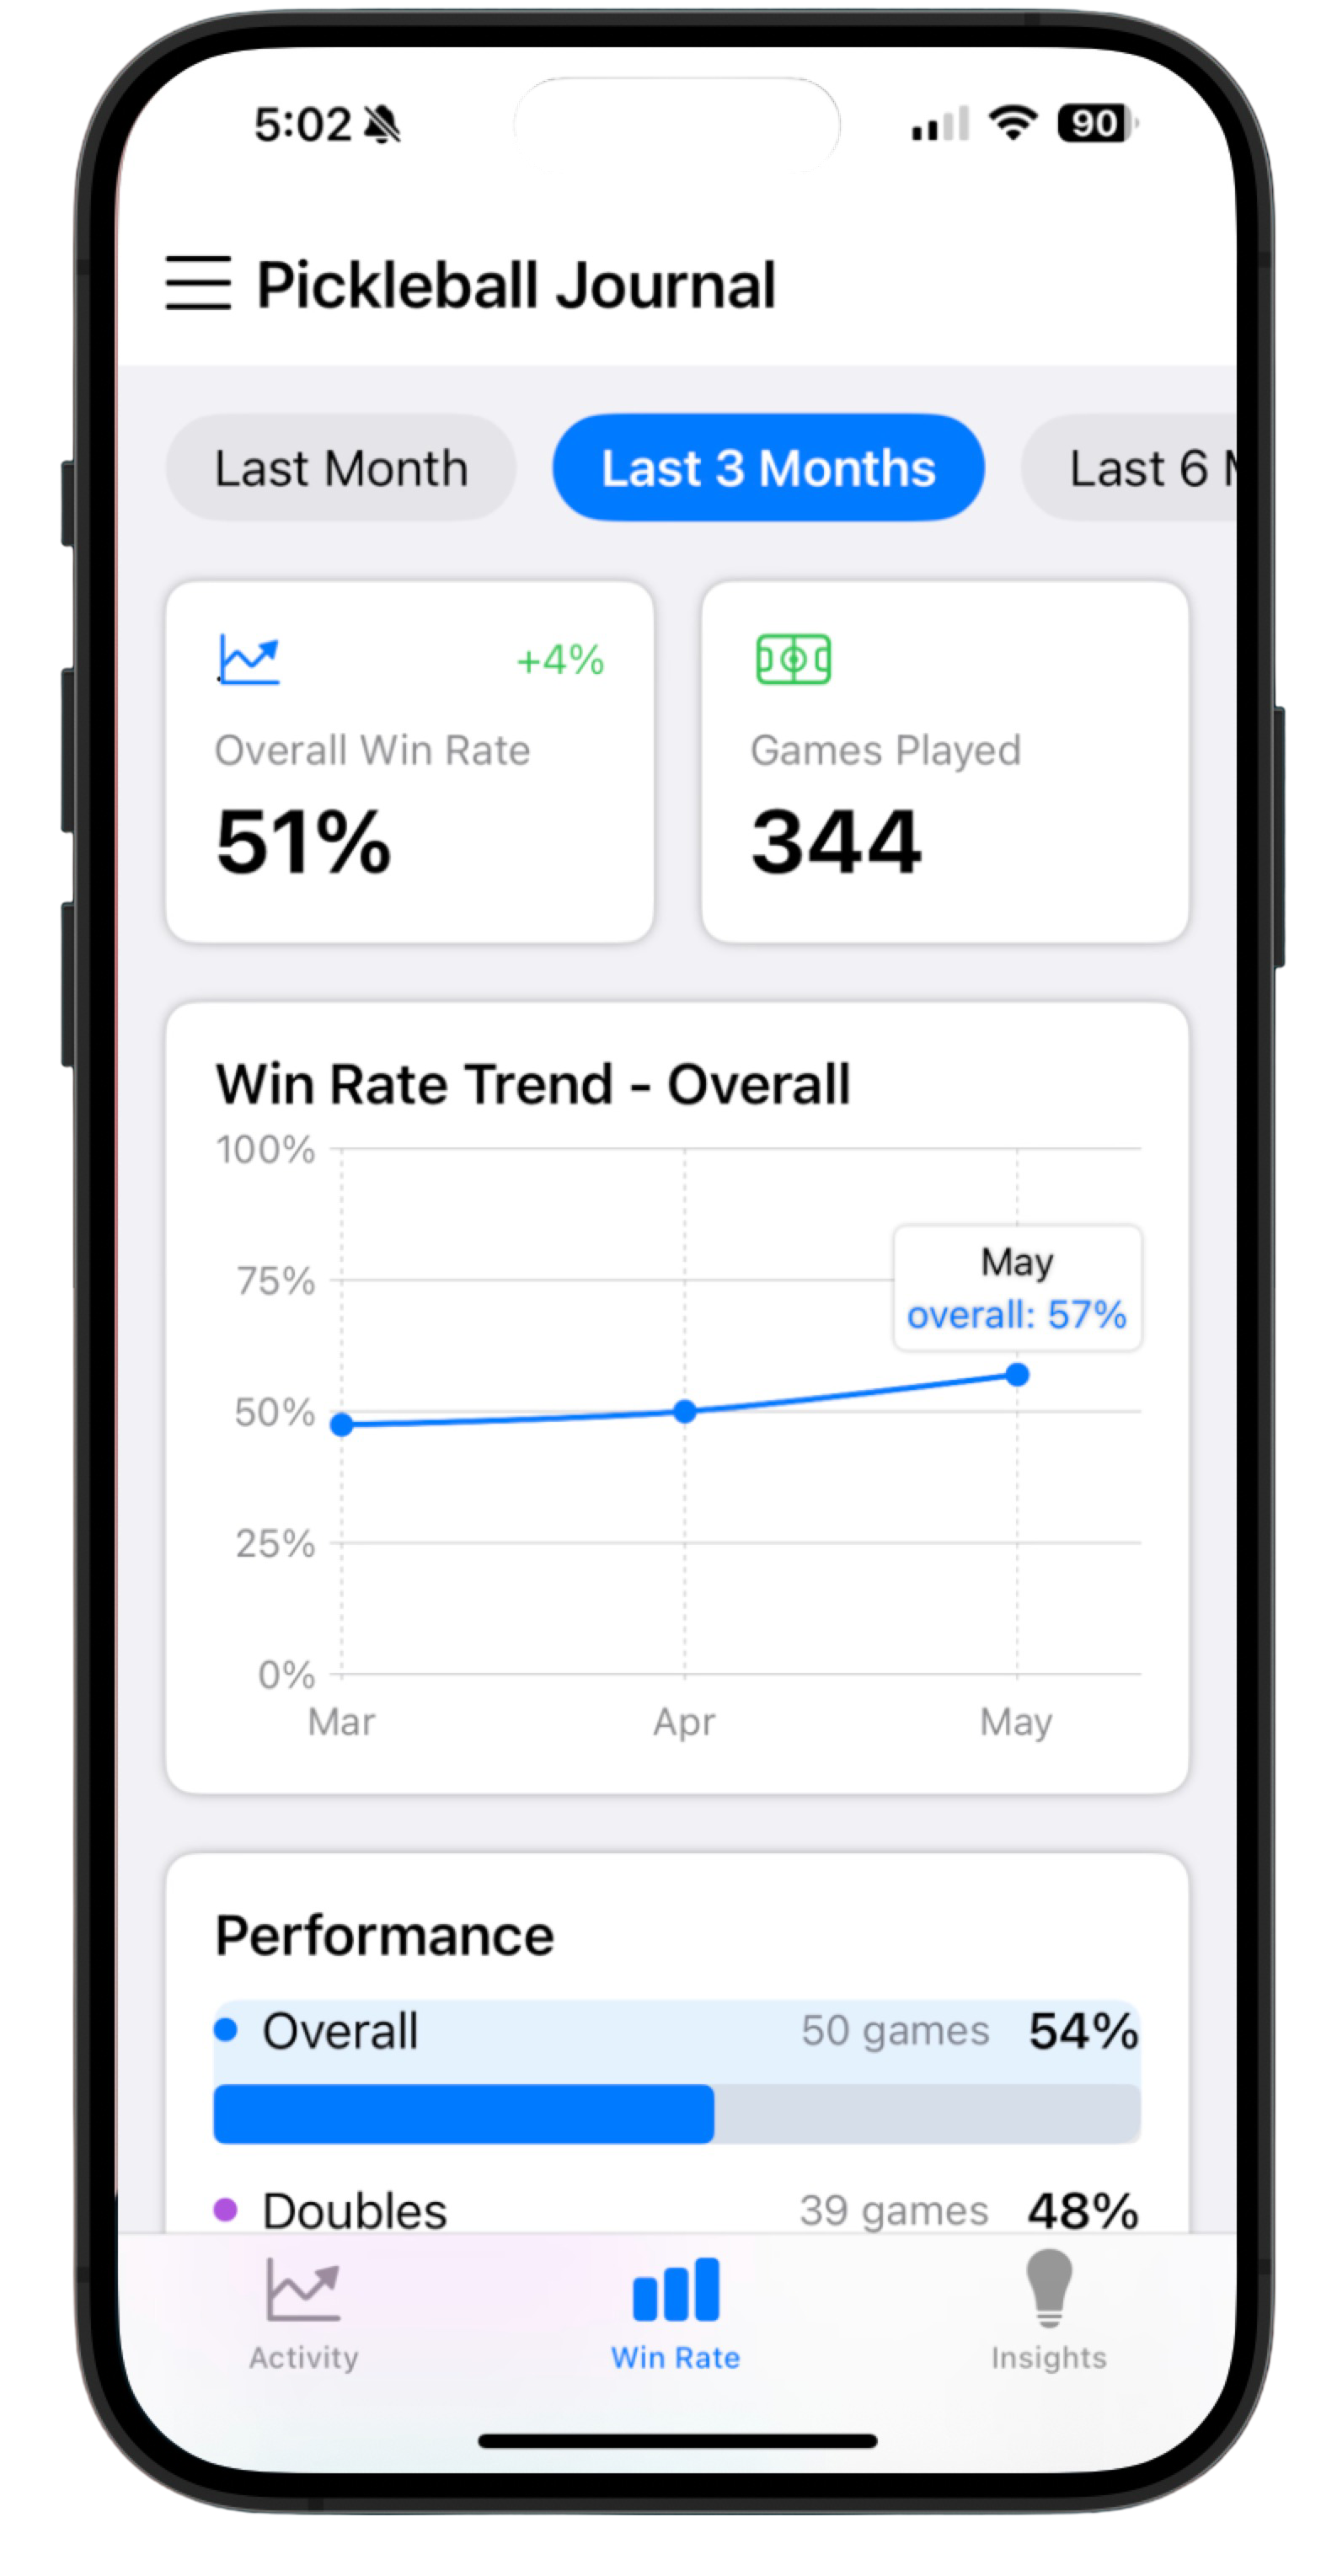 5:02
90
Pickleball Journal
Last Month
Last 3 Months
Last 6
+4%
Overall Win Rate
51%
Games Played
344
Win Rate Trend - Overall
100%
75%
50%
25%
0%
May
overall: 57%
Mar
Apr
May
Performance
Overall
50 games
54%
Doubles
39 games
48%
Activity
Win Rate
Insights